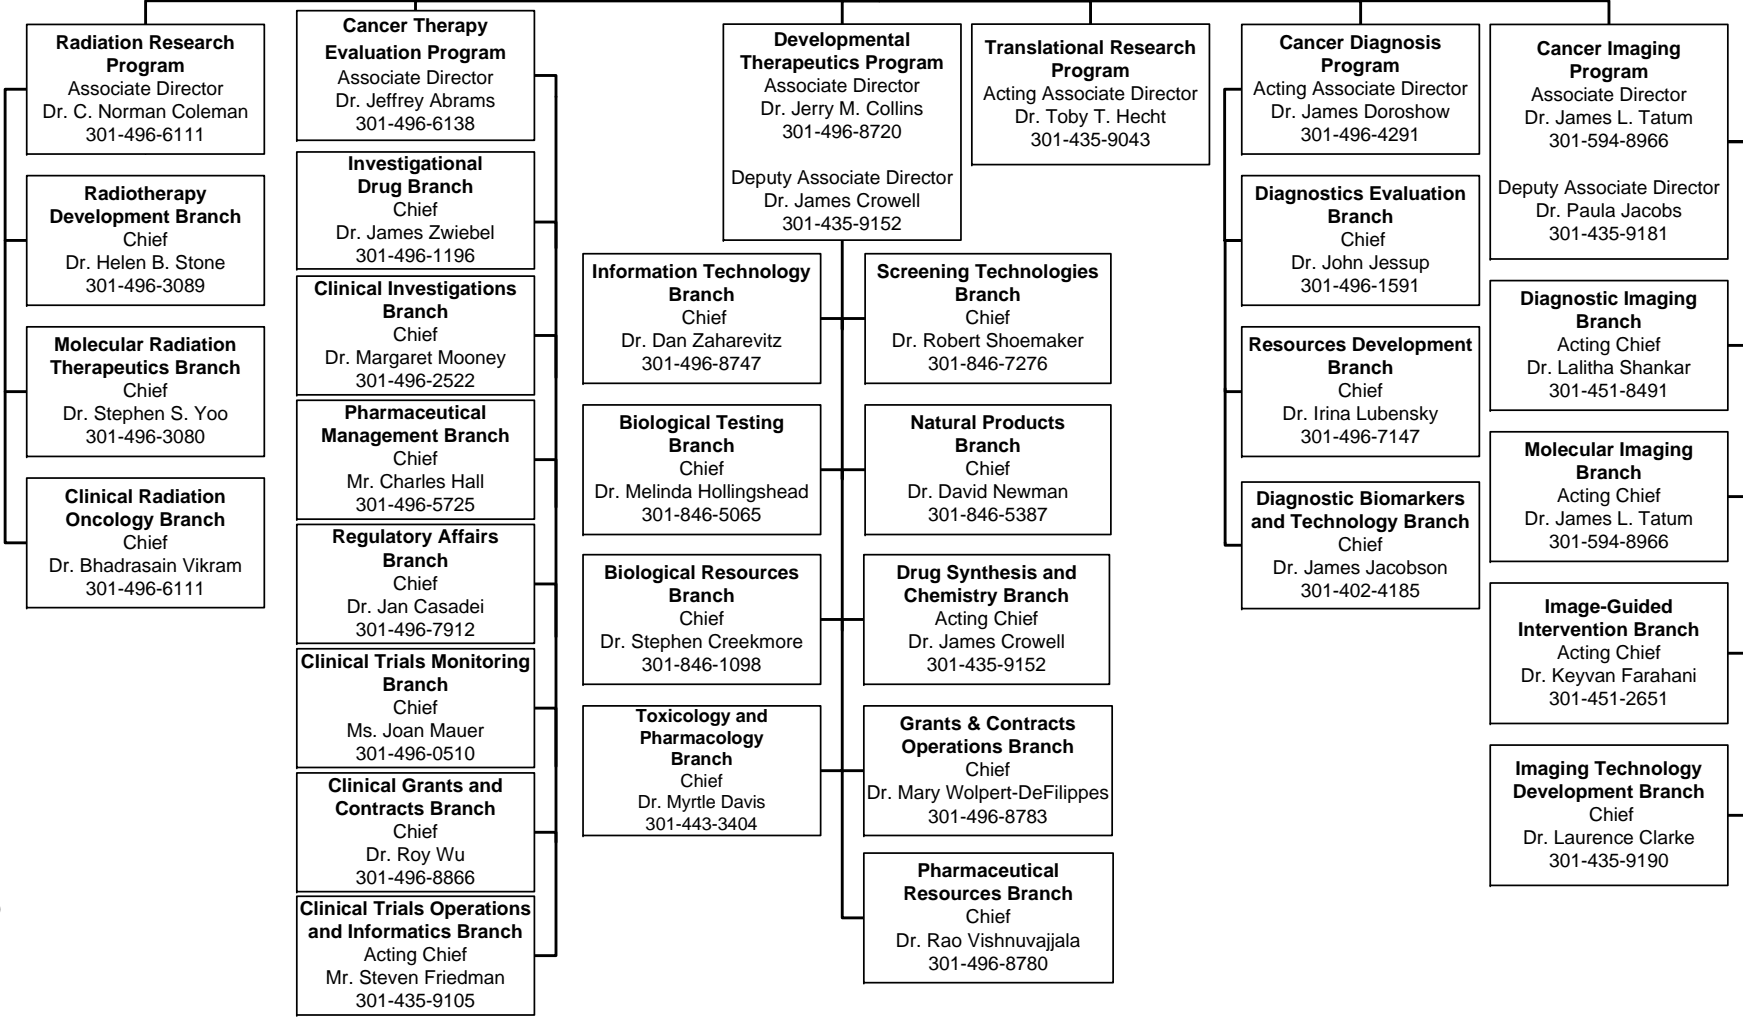 Radiation Research
Program
Associate Director
Dr. C. Norman Coleman
301-496-6111
Radiotherapy
Development Branch
Chief
Dr. Helen B. Stone
301-496-3089
Molecular Radiation
Therapeutics Branch
Chief
Dr. Stephen S. Yoo
301-496-3080
Clinical Radiation
Oncology Branch
Chief
Dr. Bhadrasain Vikram
301-496-6111
Cancer Therapy
Evaluation Program
Associate Director
Dr. Jeffrey Abrams
301-496-6138
Investigational
Drug Branch
Chief
Dr. James Zwiebel
301-496-1196
Clinical Investigations
Branch
Chief
Dr. Margaret Mooney
301-496-2522
Pharmaceutical
Management Branch
Chief
Mr. Charles Hall
301-496-5725
Regulatory Affairs
Branch
Chief
Dr. Jan Casadei
301-496-7912
Clinical Trials Monitoring
Branch
Chief
Ms. Joan Mauer
301-496-0510
Clinical Grants and
Contracts Branch
Chief
Dr. Roy Wu
301-496-8866
Clinical Trials Operations
and Informatics Branch
Acting Chief
Mr. Steven Friedman
301-435-9105
Developmental
Therapeutics Program
Associate Director
Dr. Jerry M. Collins
301-496-8720
Deputy Associate Director
Dr. James Crowell
301-435-9152
Information Technology
Branch
Chief
Dr. Dan Zaharevitz
301-496-8747
Biological Testing
Branch
Chief
Dr. Melinda Hollingshead
301-846-5065
Biological Resources
Branch
Chief
Dr. Stephen Creekmore
301-846-1098
Toxicology and
Pharmacology
Branch
Chief
Dr. Myrtle Davis
301-443-3404
Screening Technologies
Branch
Chief
Dr. Robert Shoemaker
301-846-7276
Natural Products
Branch
Chief
Dr. David Newman
301-846-5387
Drug Synthesis and
Chemistry Branch
Acting Chief
Dr. James Crowell
301-435-9152
Grants & Contracts
Operations Branch
Chief
Dr. Mary Wolpert-DeFilippes
301-496-8783
Pharmaceutical
Resources Branch
Chief
Dr. Rao Vishnuvajjala
301-496-8780
Translational Research
Program
Acting Associate Director
Dr. Toby T. Hecht
301-435-9043
Cancer Diagnosis
Program
Acting Associate Director
Dr. James Doroshow
301-496-4291
Diagnostics Evaluation
Branch
Chief
Dr. John Jessup
301-496-1591
Resources Development
Branch
Chief
Dr. Irina Lubensky
301-496-7147
Diagnostic Biomarkers
and Technology Branch
Chief
Dr. James Jacobson
301-402-4185
Cancer Imaging
Program
Associate Director
Dr. James L. Tatum
301-594-8966
Deputy Associate Director
Dr. Paula Jacobs
301-435-9181
Diagnostic Imaging
Branch
Acting Chief
Dr. Lalitha Shankar
301-451-8491
Molecular Imaging
Branch
Acting Chief
Dr. James L. Tatum
301-594-8966
Image-Guided
Intervention Branch
Acting Chief
Dr. Keyvan Farahani
301-451-2651
Imaging Technology
Development Branch
Chief
Dr. Laurence Clarke
301-435-9190